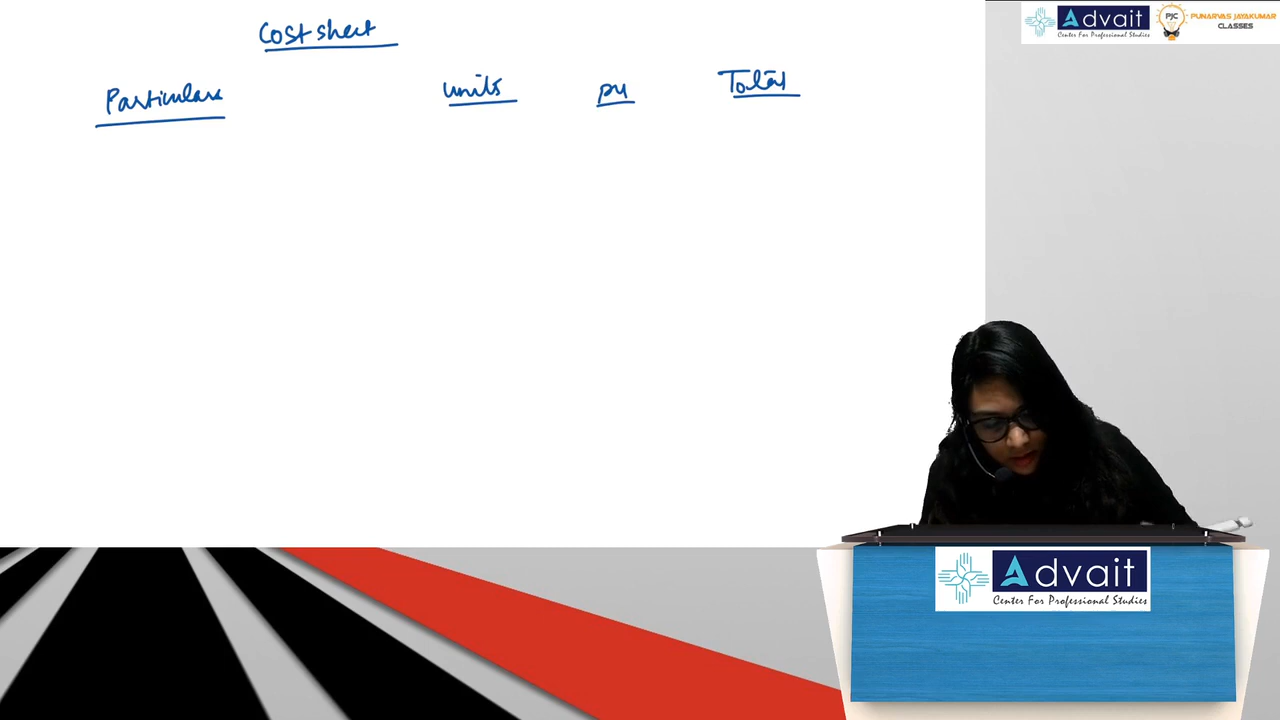 Cost sheet
Particulars units pu Total
Advait
Center For Professional Studies
PJC
PUNARVAS JAYAKUMAR
CLASSES
Advait
Center For Professional Studies